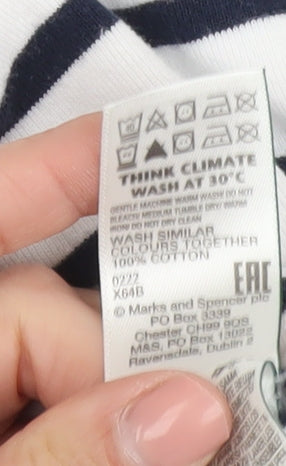 THINK CLIMATE
WASH AT 30°C
GENTLE MACHINE WARM WASH/ DO NOT
BLEACH/ MEDIUM TUMBLE DRY/ WARM
IRON/ DO NOT DRY CLEAN
WASH SIMILAR
COLOURS TOGETHER
100% COTTON
0222
X64B
EAC
© Marks and Spencer plc
PO Box 3339
Chester CH99 9QS
M&S, PO Box 13082
Ravensdale, Dublin 2